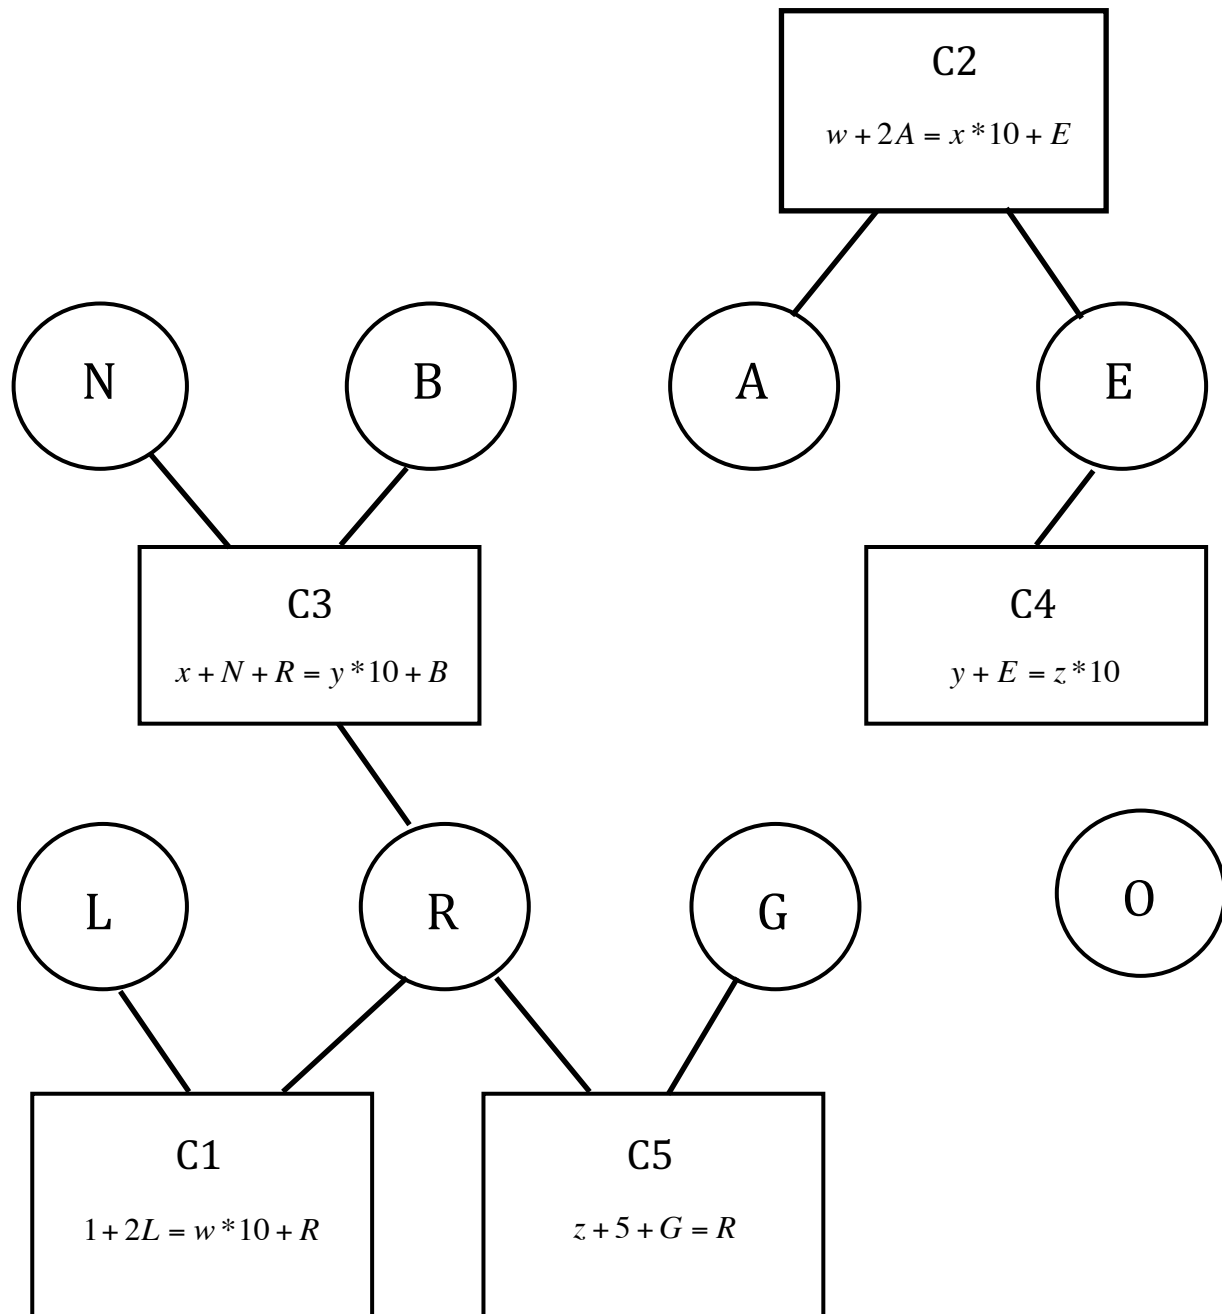 C2
w + 2A = x * 10 + E
N
B
A
E
C3
x + N + R = y * 10 + B
C4
y + E = z * 10
L
R
G
O
C1
1 + 2L = w * 10 + R
C5
z + 5 + G = R